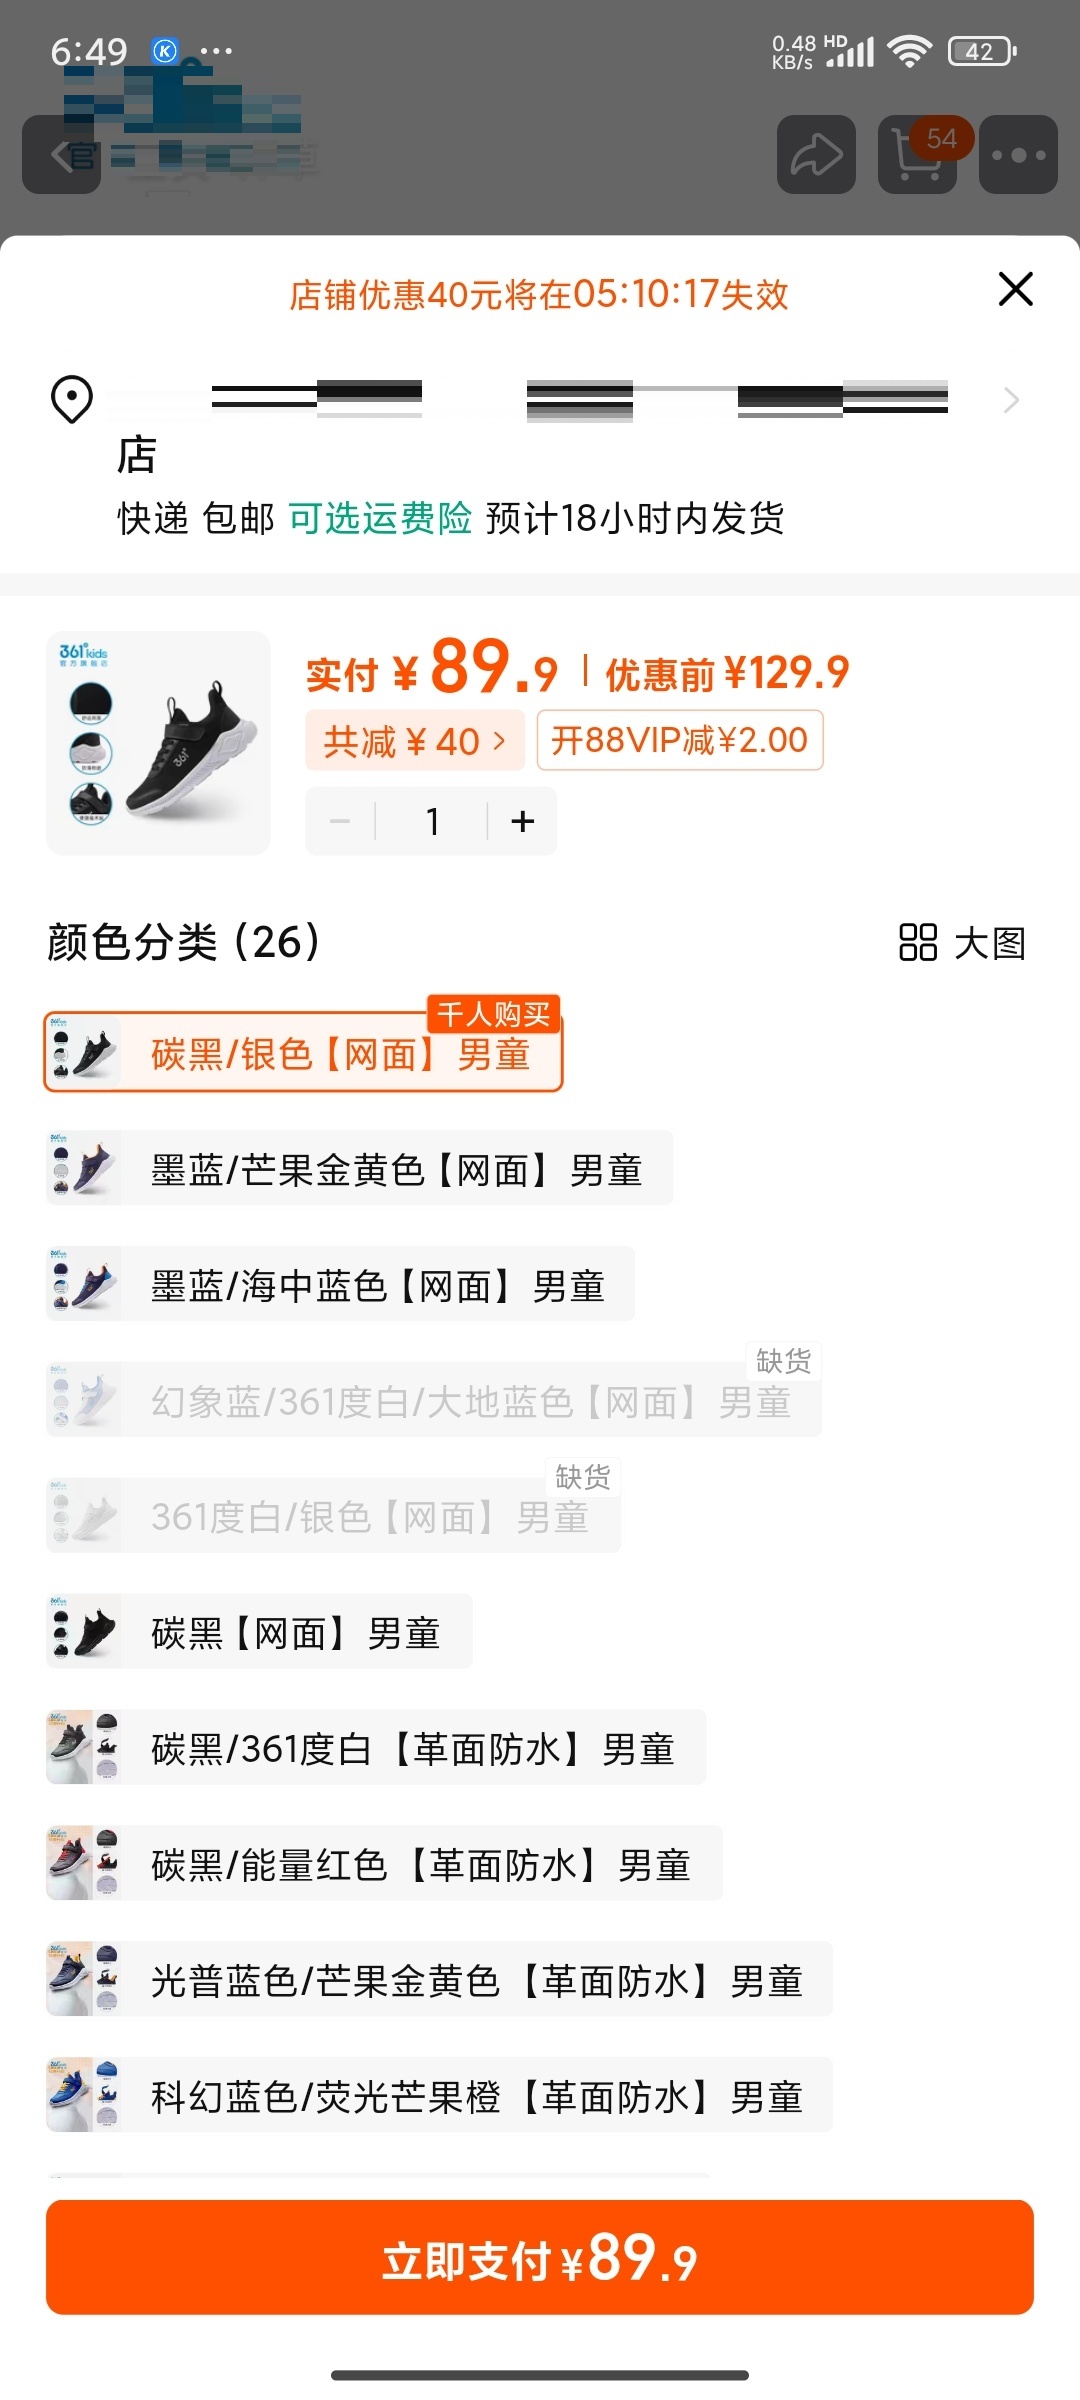 6:49
K
0.48 KB/s
HD
42
官
54
店铺优惠40元将在05:10:17失效
店
快递 包邮 可选运费险 预计18小时内发货
361°kids
官方旗舰店
361°
实付 ¥89.9 | 优惠前 ¥129.9
共减 ¥40 >
开88VIP减¥2.00
1
颜色分类 (26)
大图
千人购买
碳黑/银色【网面】男童
墨蓝/芒果金黄色【网面】男童
墨蓝/海中蓝色【网面】男童
缺货
幻象蓝/361度白/大地蓝色【网面】男童
缺货
361度白/银色【网面】男童
碳黑【网面】男童
碳黑/361度白【革面防水】男童
碳黑/能量红色【革面防水】男童
光普蓝色/芒果金黄色【革面防水】男童
科幻蓝色/荧光芒果橙【革面防水】男童
立即支付 ¥89.9